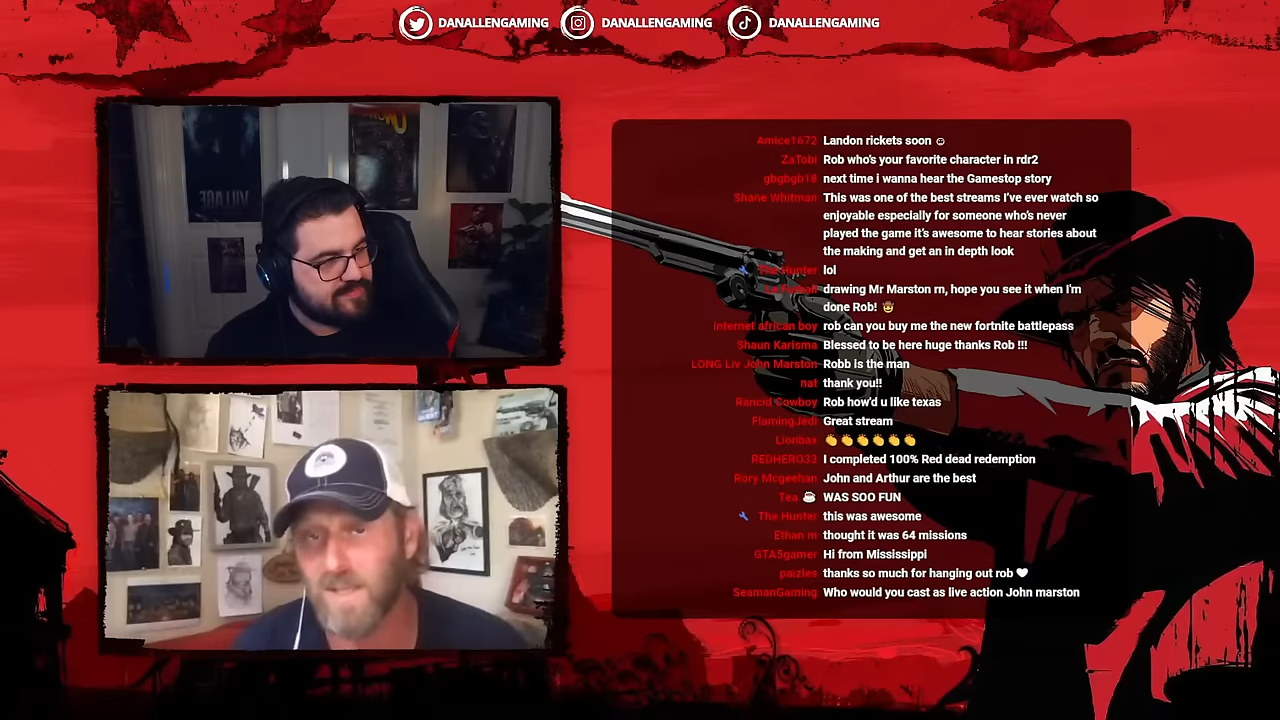 DANALLENGAMING DANALLENGAMING DANALLENGAMING
VILLAGE
Amice1672 Landon rickets soon ☺
ZaTobi Rob who's your favorite character in rdr2
gbgbgb18 next time i wanna hear the Gamestop story
Shane Whitman This was one of the best streams I've ever watch so
enjoyable especially for someone who's never
played the game it's awesome to hear stories about
the making and get an in depth look
The Hunter lol
drawing Mr Marston rn, hope you see it when I'm
done Rob! 🤠
internet african boy rob can you buy me the new fortnite battlepass
Shaun Karisma Blessed to be here huge thanks Rob !!!
LONG Liv John Marston Robb is the man
nat thank you!!
Rancid Cowboy Rob how'd u like texas
FlamingJedi Great stream
Lionbax 👏👏👏👏👏👏
REDHERO33 I completed 100% Red dead redemption
Rory Mcgeehan John and Arthur are the best
Tea ☕ WAS SOO FUN
The Hunter this was awesome
Ethan m thought it was 64 missions
GTA5gamer Hi from Mississippi
paizles thanks so much for hanging out rob 🤍
SeamanGaming Who would you cast as live action John marston